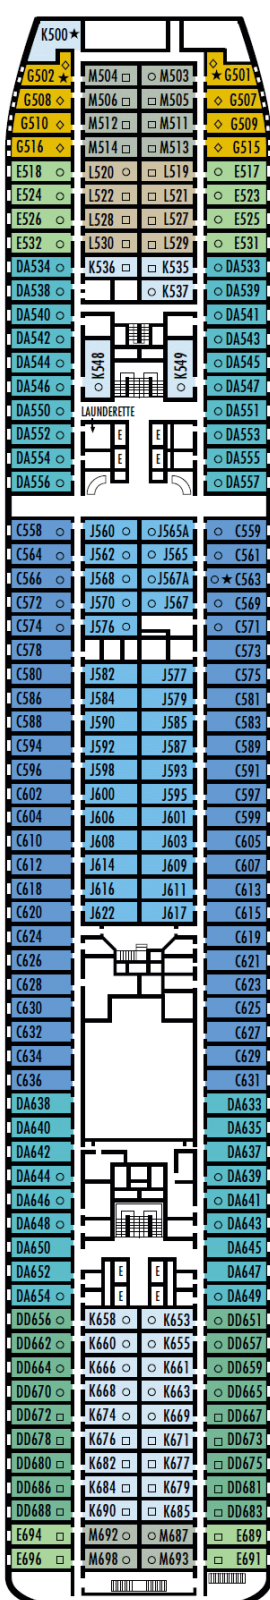 K500★
G502 ★ ◇ M504 □ ○ M503 ◇ ★ G501
G508 ◇ M506 □ □ M505 ◇ G507
G510 ◇ M512 □ □ M511 ◇ G509
G516 ◇ M514 □ □ M513 ◇ G515
E518 ○ L520 ○ ○ L519 ○ E517
E524 ○ L522 □ □ L521 ○ E523
E526 ○ L528 □ □ L527 ○ E525
E532 ○ L530 □ □ L529 ○ E531
DA534 ○ K536 □ □ K535 ○ DA533
DA538 ○ ○ K537 ○ DA539
DA540 ○ ○ DA541
DA542 ○ ○ DA543
DA544 ○ K548 ○ ○ K549 ○ DA545
DA546 ○ ○ DA547
DA550 ○ LAUNDERETTE ○ DA551
DA552 ○ E E ○ DA553
DA554 ○ E E ○ DA555
DA556 ○ ○ DA557
C558 ○ J560 ○ ○ J565A ○ C559
C564 ○ J562 ○ ○ J565 ○ C561
C566 ○ J568 ○ ○ J567A ○ ★ C563
C572 ○ J570 ○ ○ J567 ○ C569
C574 ○ J576 ○ ○ C571
C578 C573
C580 J582 J577 C575
C586 J584 J579 C581
C588 J590 J585 C583
C594 J592 J587 C589
C596 J598 J593 C591
C602 J600 J595 C597
C604 J606 J601 C599
C610 J608 J603 C605
C612 J614 J609 C607
C618 J616 J611 C613
C620 J622 J617 C615
C624 C619
C626 C621
C628 C623
C630 C625
C632 C627
C634 C629
C636 C631
DA638 DA633
DA640 DA635
DA642 DA637
DA644 ○ ○ DA639
DA646 ○ ○ DA641
DA648 ○ ○ DA643
DA650 DA645
DA652 E E DA647
DA654 ○ E E ○ DA649
DD656 ○ K658 ○ ○ K653 ○ DD651
DD662 ○ K660 ○ ○ K655 ○ DD657
DD664 ○ K666 ○ ○ K661 ○ DD659
DD670 ○ K668 ○ ○ K663 ○ DD665
DD672 □ K674 ○ ○ K669 □ DD667
DD678 □ K676 □ □ K671 □ DD673
DD680 □ K682 □ □ K677 □ DD675
DD686 □ K684 □ □ K679 □ DD681
DD688 □ K690 □ □ K685 □ DD683
E694 □ M692 ○ ○ M687 □ E689
E696 □ M698 ○ ○ M693 □ E691